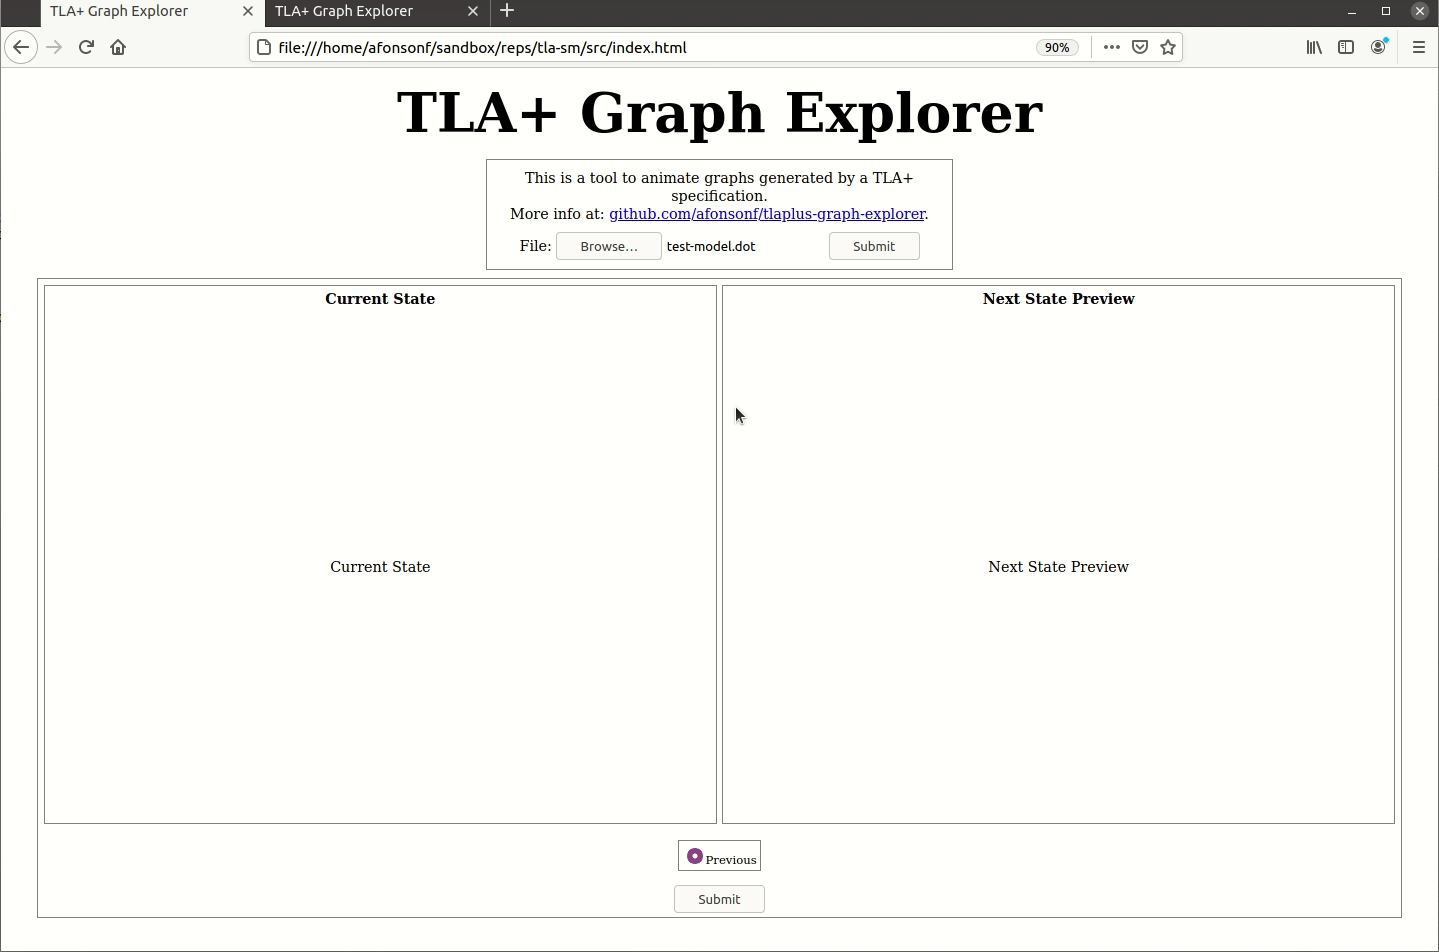 TLA+ Graph Explorer
TLA+ Graph Explorer
file:///home/afonsonf/sandbox/reps/tla-sm/src/index.html
90%
TLA+ Graph Explorer
This is a tool to animate graphs generated by a TLA+
specification.
More info at: github.com/afonsonf/tlaplus-graph-explorer.
File: Browse... test-model.dot Submit
Current State
Next State Preview
Current State
Next State Preview
Previous
Submit